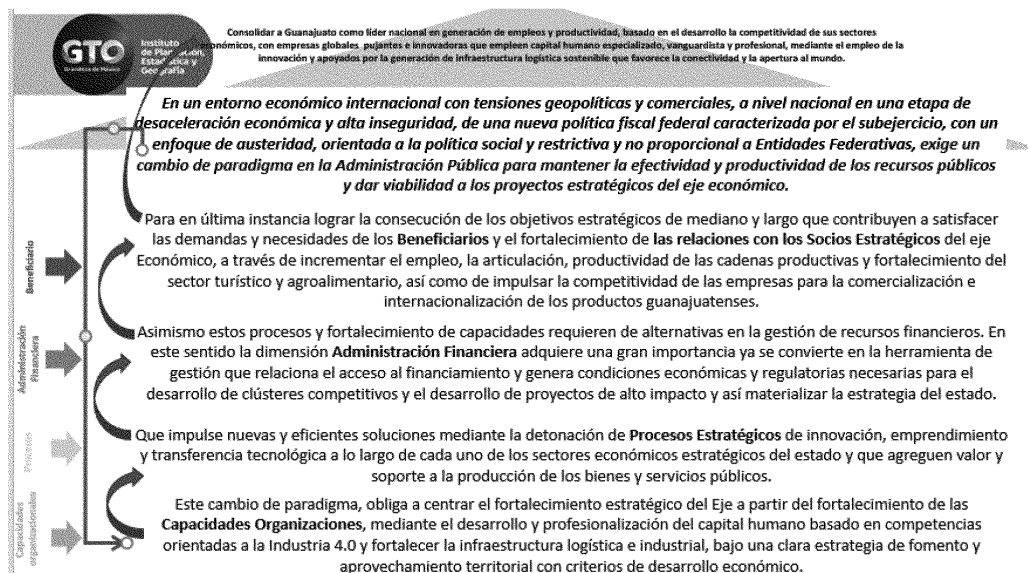 GTO
Grandeza de México
Instituto
de Planeación,
Estadística y
Geografía
Consolidar a Guanajuato como líder nacional en generación de empleos y productividad, basado en el desarrollo la competitividad de sus sectores
económicos, con empresas globales pujantes e innovadoras que empleen capital humano especializado, vanguardista y profesional, mediante el empleo de la
innovación y apoyados por la generación de infraestructura logística sostenible que favorece la conectividad y la apertura al mundo.
En un entorno económico internacional con tensiones geopolíticas y comerciales, a nivel nacional en una etapa de
desaceleración económica y alta inseguridad, de una nueva política fiscal federal caracterizada por el subejercicio, con un
enfoque de austeridad, orientada a la política social y restrictiva y no proporcional a Entidades Federativas, exige un
cambio de paradigma en la Administración Pública para mantener la efectividad y productividad de los recursos públicos
y dar viabilidad a los proyectos estratégicos del eje económico.
Beneficiario
Para en última instancia lograr la consecución de los objetivos estratégicos de mediano y largo que contribuyen a satisfacer
las demandas y necesidades de los Beneficiarios y el fortalecimiento de las relaciones con los Socios Estratégicos del eje
Económico, a través de incrementar el empleo, la articulación, productividad de las cadenas productivas y fortalecimiento del
sector turístico y agroalimentario, así como de impulsar la competitividad de las empresas para la comercialización e
internacionalización de los productos guanajuatenses.
Administración
Financiera
Asimismo estos procesos y fortalecimiento de capacidades requieren de alternativas en la gestión de recursos financieros. En
este sentido la dimensión Administración Financiera adquiere una gran importancia ya se convierte en la herramienta de
gestión que relaciona el acceso al financiamiento y genera condiciones económicas y regulatorias necesarias para el
desarrollo de clústeres competitivos y el desarrollo de proyectos de alto impacto y así materializar la estrategia del estado.
Procesos
Que impulse nuevas y eficientes soluciones mediante la detonación de Procesos Estratégicos de innovación, emprendimiento
y transferencia tecnológica a lo largo de cada uno de los sectores económicos estratégicos del estado y que agreguen valor y
soporte a la producción de los bienes y servicios públicos.
Capacidades
organizacionales
Este cambio de paradigma, obliga a centrar el fortalecimiento estratégico del Eje a partir del fortalecimiento de las
Capacidades Organizaciones, mediante el desarrollo y profesionalización del capital humano basado en competencias
orientadas a la Industria 4.0 y fortalecer la infraestructura logística e industrial, bajo una clara estrategia de fomento y
aprovechamiento territorial con criterios de desarrollo económico.